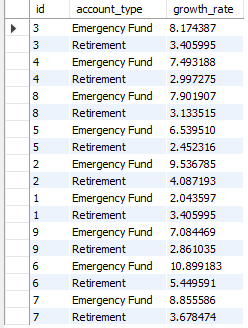 id account_type growth_rate
3 Emergency Fund 8.174387
3 Retirement 3.405995
4 Emergency Fund 7.493188
4 Retirement 2.997275
8 Emergency Fund 7.901907
8 Retirement 3.133515
5 Emergency Fund 6.539510
5 Retirement 2.452316
2 Emergency Fund 9.536785
2 Retirement 4.087193
1 Emergency Fund 2.043597
1 Retirement 3.405995
9 Emergency Fund 7.084469
9 Retirement 2.861035
6 Emergency Fund 10.899183
6 Retirement 5.449591
7 Emergency Fund 8.855586
7 Retirement 3.678474